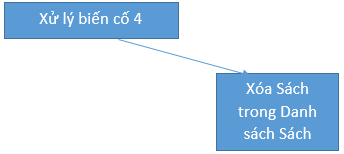 Xử lý biến cố 4
Xóa Sách
trong Danh
sách Sách